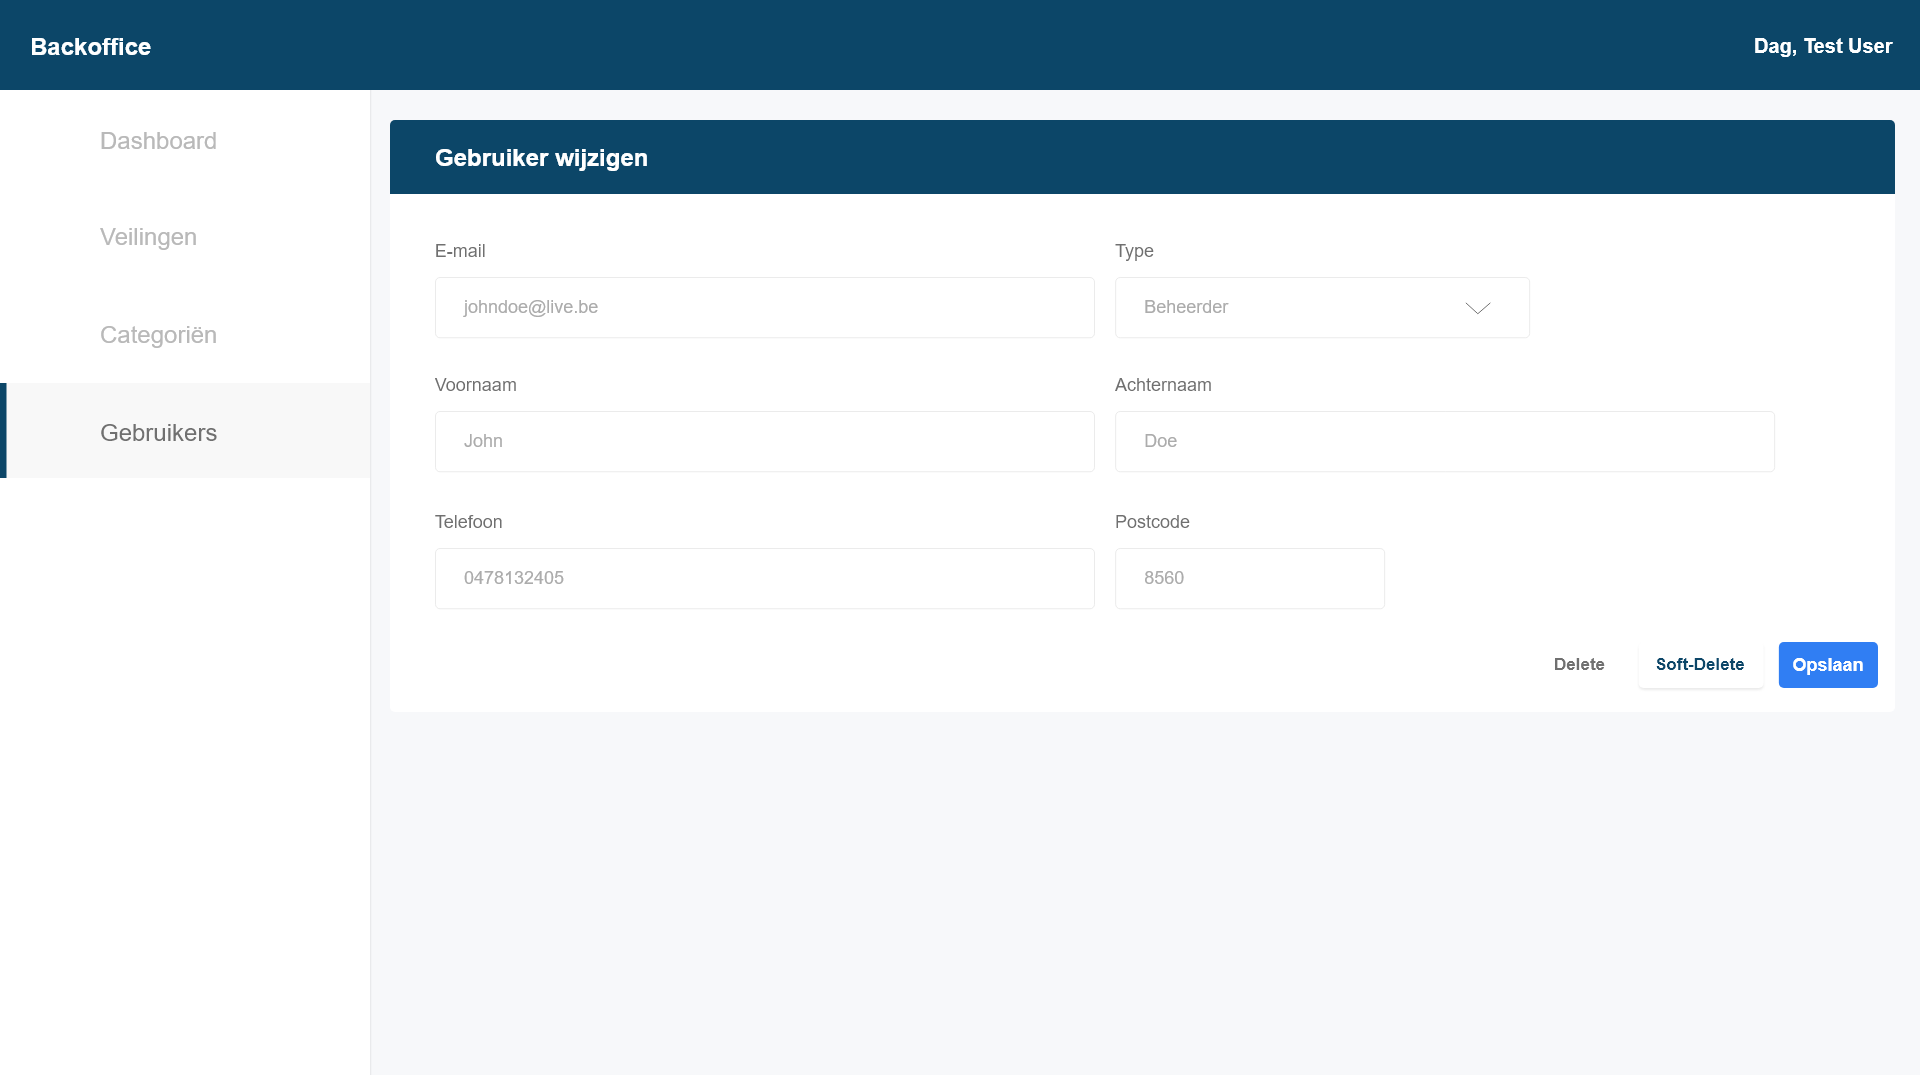 Backoffice
Dag, Test User
Dashboard
Veilingen
Categoriën
Gebruikers
Gebruiker wijzigen
E-mail
Type
johndoe@live.be
Beheerder
Voornaam
Achternaam
John
Doe
Telefoon
Postcode
0478132405
8560
Delete
Soft-Delete
Opslaan